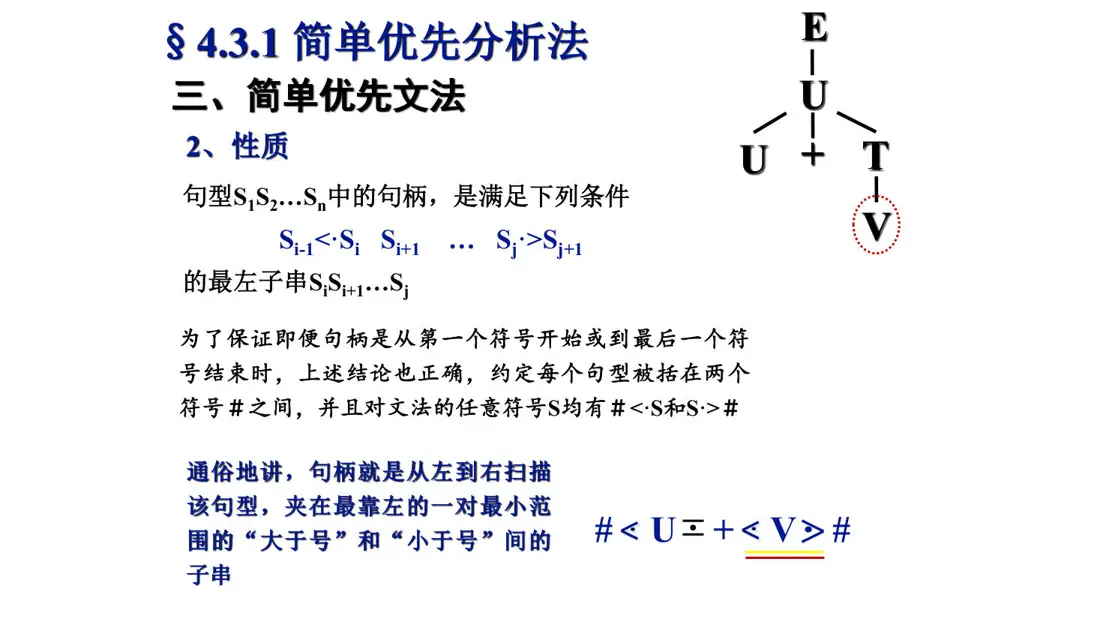 §4.3.1 简单优先分析法
三、简单优先文法
2、性质
句型S₁S₂…Sₙ中的句柄，是满足下列条件
Sᵢ₋₁<·Sᵢ Sᵢ₊₁ … Sⱼ·>Sⱼ₊₁
的最左子串SᵢSᵢ₊₁…Sⱼ
为了保证即便句柄是从第一个符号开始或到最后一个符
号结束时，上述结论也正确，约定每个句型被括在两个
符号＃之间，并且对文法的任意符号S均有＃<·S和S·>＃
通俗地讲，句柄就是从左到右扫描
该句型，夹在最靠左的一对最小范
围的“大于号”和“小于号”间的
子串
E
U
U + T
V
# ⋖ U ≐ + ⋖ V ⋗ #